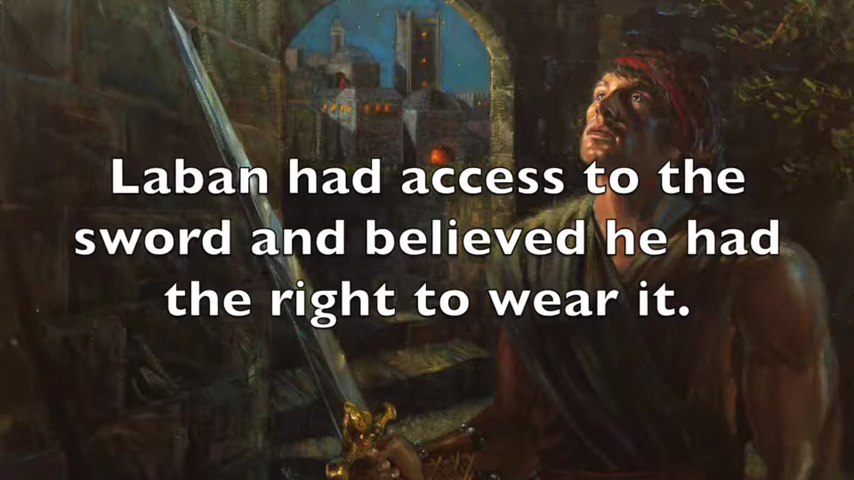 Laban had access to the
sword and believed he had
the right to wear it.